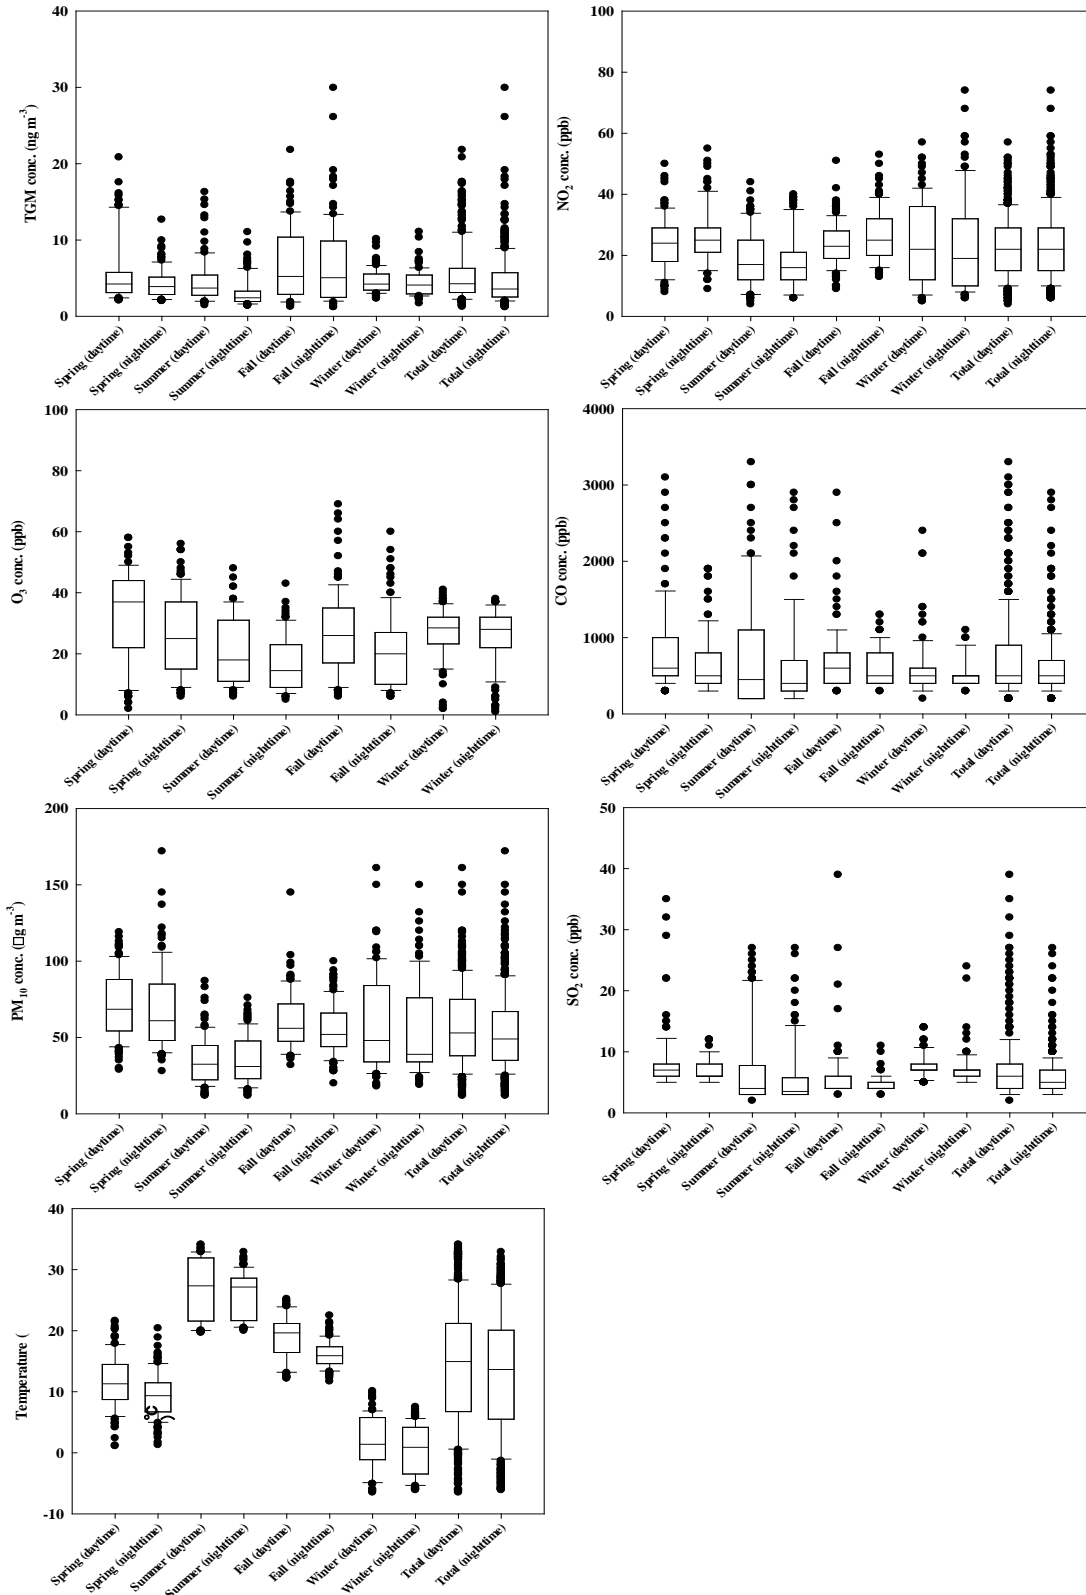 40
30
20
10
0
TGM conc. (ng m-3)
Spring (daytime)
Spring (nighttime)
Summer (daytime)
Summer (nighttime)
Fall (daytime)
Fall (nighttime)
Winter (daytime)
Winter (nighttime)
Total (daytime)
Total (nighttime)
100
80
60
40
20
0
NO2 conc. (ppb)
Spring (daytime)
Spring (nighttime)
Summer (daytime)
Summer (nighttime)
Fall (daytime)
Fall (nighttime)
Winter (daytime)
Winter (nighttime)
Total (daytime)
Total (nighttime)
100
80
60
40
20
0
O3 conc. (ppb)
Spring (daytime)
Spring (nighttime)
Summer (daytime)
Summer (nighttime)
Fall (daytime)
Fall (nighttime)
Winter (daytime)
Winter (nighttime)
4000
3000
2000
1000
0
CO conc. (ppb)
Spring (daytime)
Spring (nighttime)
Summer (daytime)
Summer (nighttime)
Fall (daytime)
Fall (nighttime)
Winter (daytime)
Winter (nighttime)
Total (daytime)
Total (nighttime)
200
150
100
50
0
PM10 conc. (□g m-3)
Spring (daytime)
Spring (nighttime)
Summer (daytime)
Summer (nighttime)
Fall (daytime)
Fall (nighttime)
Winter (daytime)
Winter (nighttime)
Total (daytime)
Total (nighttime)
50
40
30
20
10
0
SO2 conc. (ppb)
Spring (daytime)
Spring (nighttime)
Summer (daytime)
Summer (nighttime)
Fall (daytime)
Fall (nighttime)
Winter (daytime)
Winter (nighttime)
Total (daytime)
Total (nighttime)
40
30
20
10
0
-10
Temperature (
℃)
Spring (daytime)
Spring (nighttime)
Summer (daytime)
Summer (nighttime)
Fall (daytime)
Fall (nighttime)
Winter (daytime)
Winter (nighttime)
Total (daytime)
Total (nighttime)